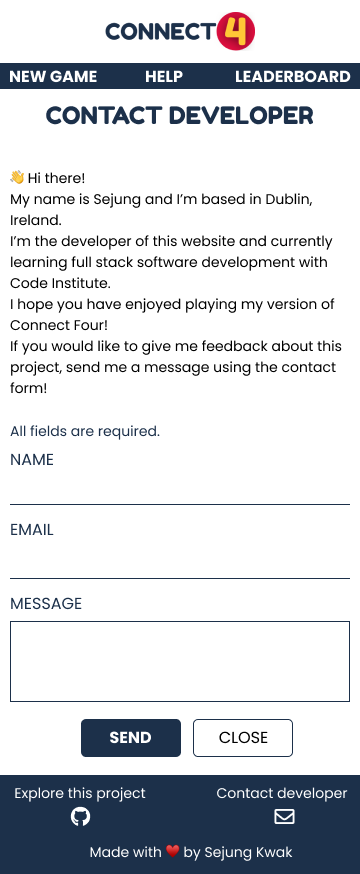 CONNECT4
NEW GAME HELP LEADERBOARD
CONTACT DEVELOPER
👋 Hi there!
My name is Sejung and I’m based in Dublin,
Ireland.
I’m the developer of this website and currently
learning full stack software development with
Code Institute.
I hope you have enjoyed playing my version of
Connect Four!
If you would like to give me feedback about this
project, send me a message using the contact
form!
All fields are required.
NAME
EMAIL
MESSAGE
SEND CLOSE
Explore this project Contact developer
Made with ❤️ by Sejung Kwak